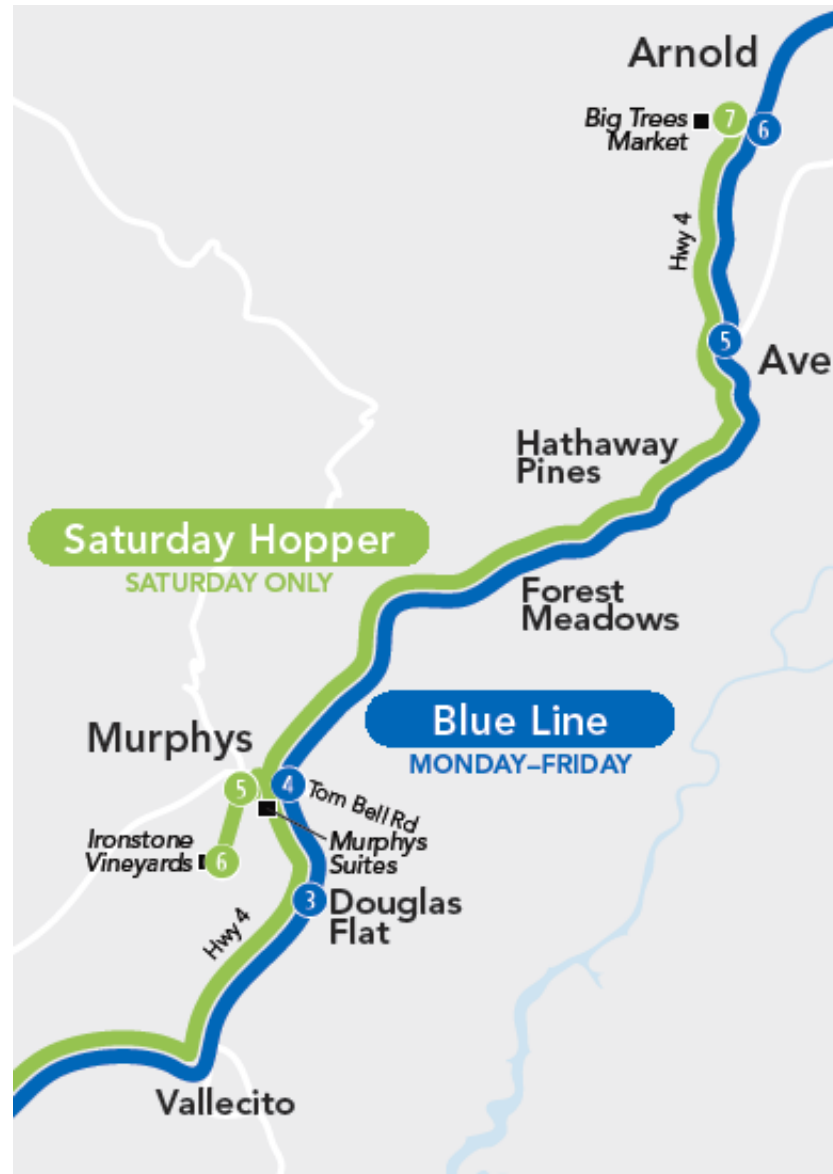 Arnold
7
6
Big Trees
Market
Hwy 4
5
Ave
Hathaway
Pines
Saturday Hopper
SATURDAY ONLY
Forest
Meadows
Blue Line
MONDAY–FRIDAY
Murphys
5
4
Tom Bell Rd
Murphys
Suites
Ironstone
Vineyards
6
3
Douglas
Flat
Hwy 4
Vallecito